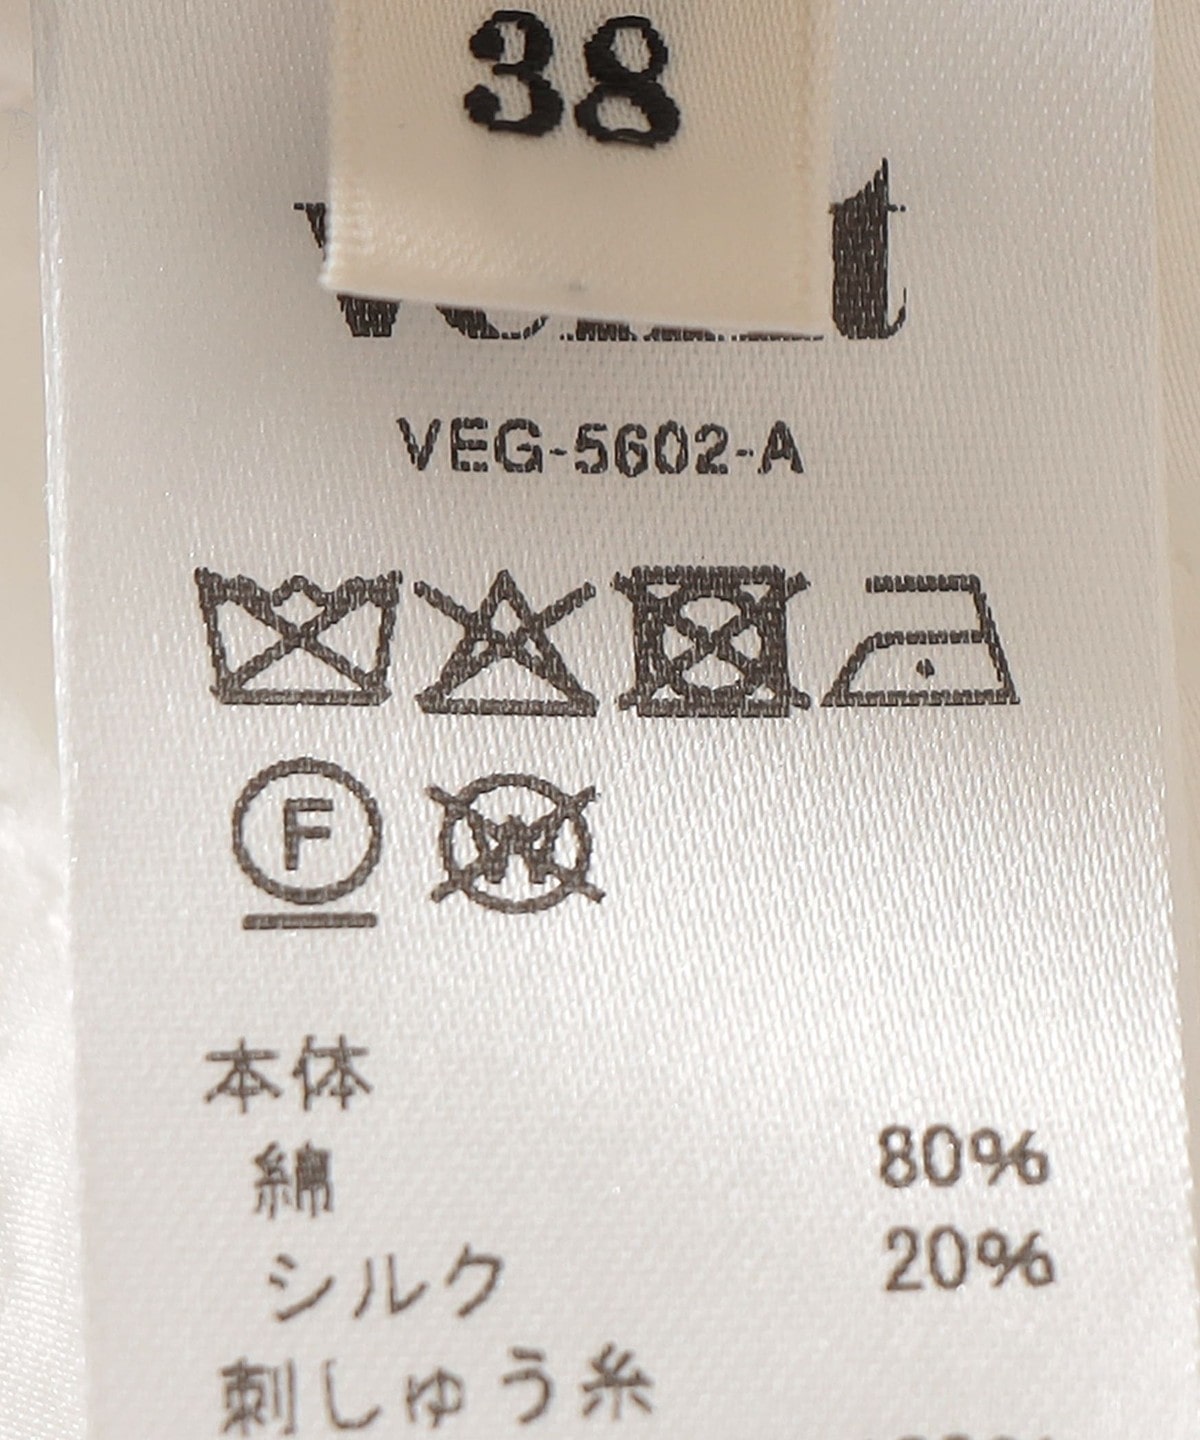 38
VEG-5602-A
F
W
本体
綿 80%
シルク 20%
刺しゅう糸